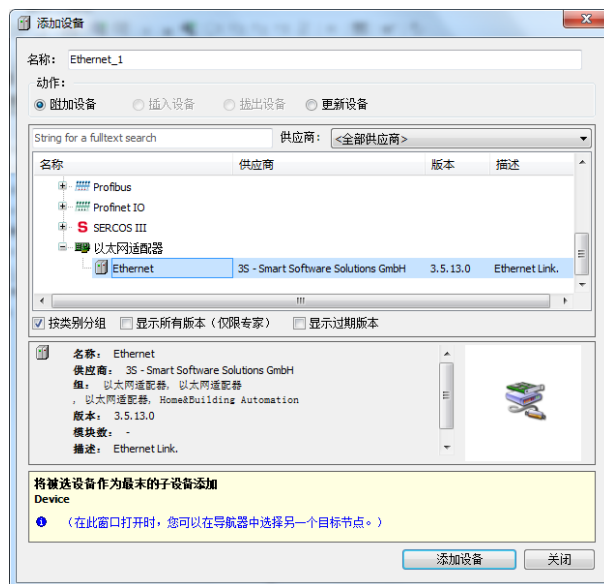 添加设备
名称: Ethernet_1
动作:
附加设备 插入设备 拔出设备 更新设备
String for a fulltext search 供应商: <全部供应商>
名称 供应商 版本 描述
Profibus
Profinet IO
S SERCOS III
以太网适配器
Ethernet 3S - Smart Software Solutions GmbH 3.5.13.0 Ethernet Link.
按类别分组 显示所有版本(仅限专家) 显示过期版本
名称: Ethernet
供应商: 3S - Smart Software Solutions GmbH
组: 以太网适配器, 以太网适配器
, 以太网适配器, Home&Building Automation
版本: 3.5.13.0
模块数: -
描述: Ethernet Link.
将被选设备作为最末的子设备添加
Device
(在此窗口打开时,您可以在导航器中选择另一个目标节点。)
添加设备 关闭